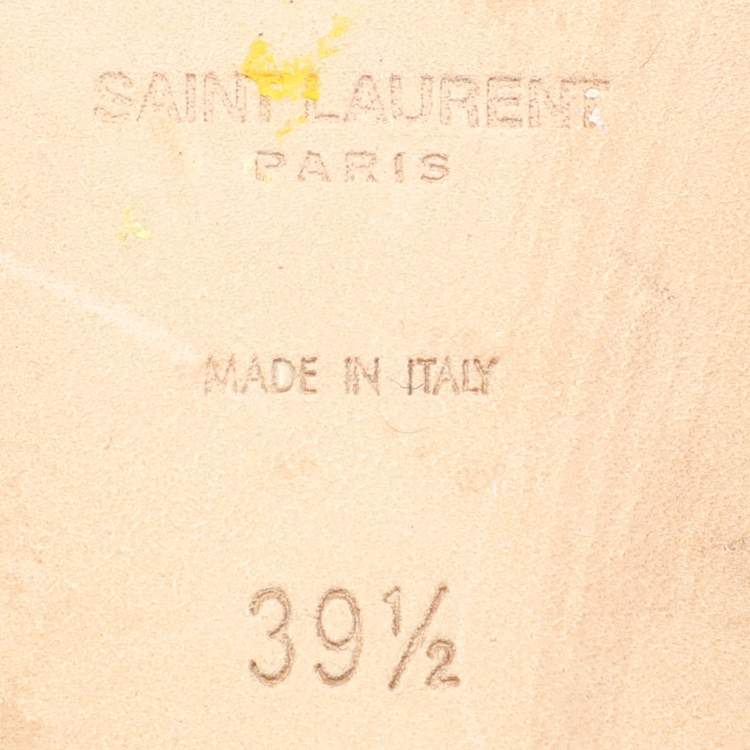 SAINT LAURENT
PARIS
MADE IN ITALY
39½